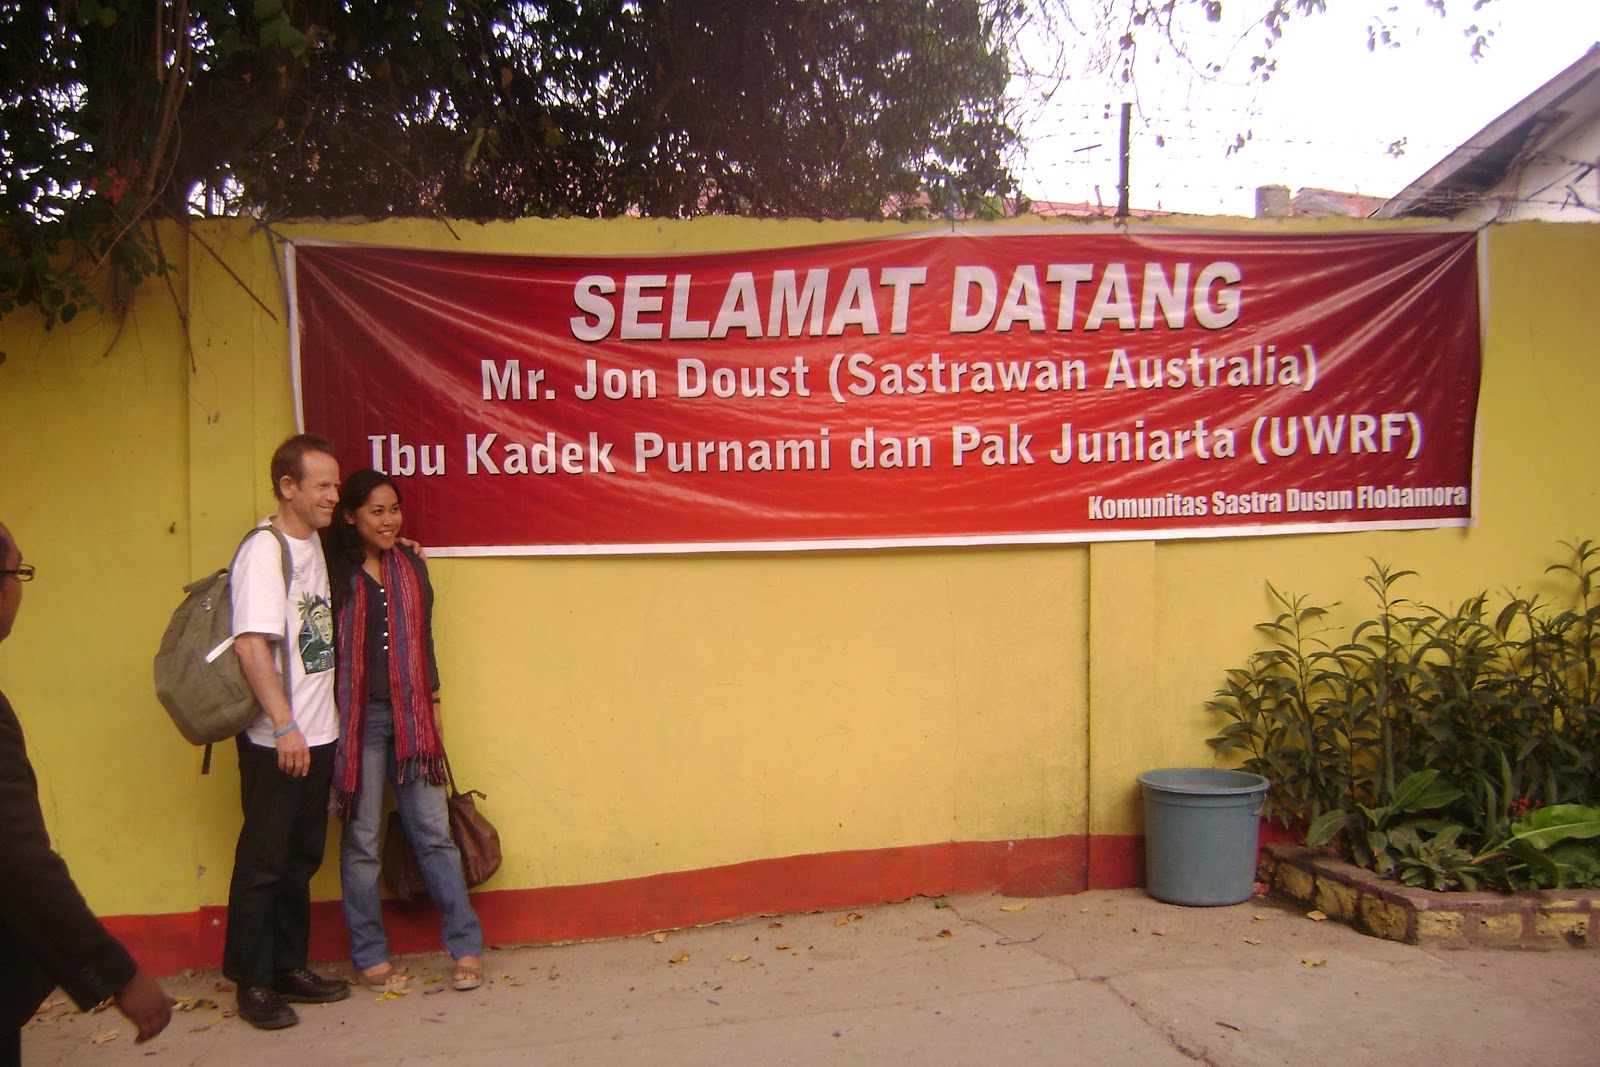 SELAMAT DATANG
Mr. Jon Doust (Sastrawan Australia)
Ibu Kadek Purnami dan Pak Juniarta (UWRF)
Komunitas Sastra Dusun Flobamora